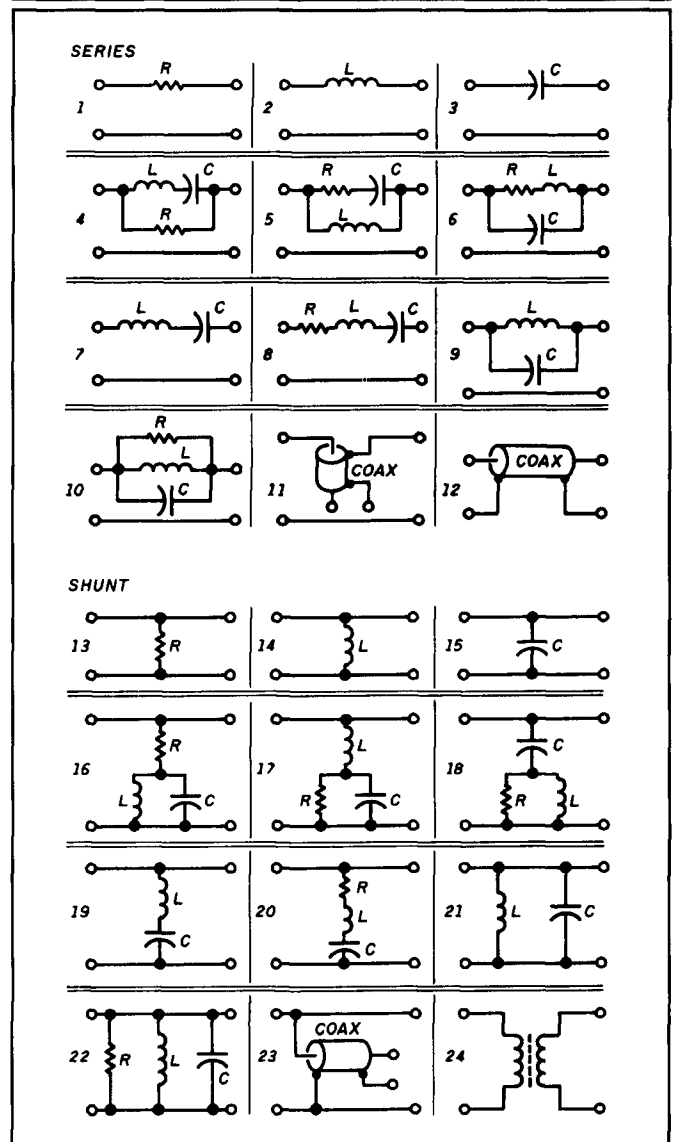 SERIES
1 R 2 L 3 C
4 L C R 5 R C L 6 R L C
7 L C 8 R L C 9 L C
10 R L C 11 COAX 12 COAX
SHUNT
13 R 14 L 15 C
16 R L C 17 L R C 18 C R L
19 L C 20 R L C 21 L C
22 R L C 23 COAX 24